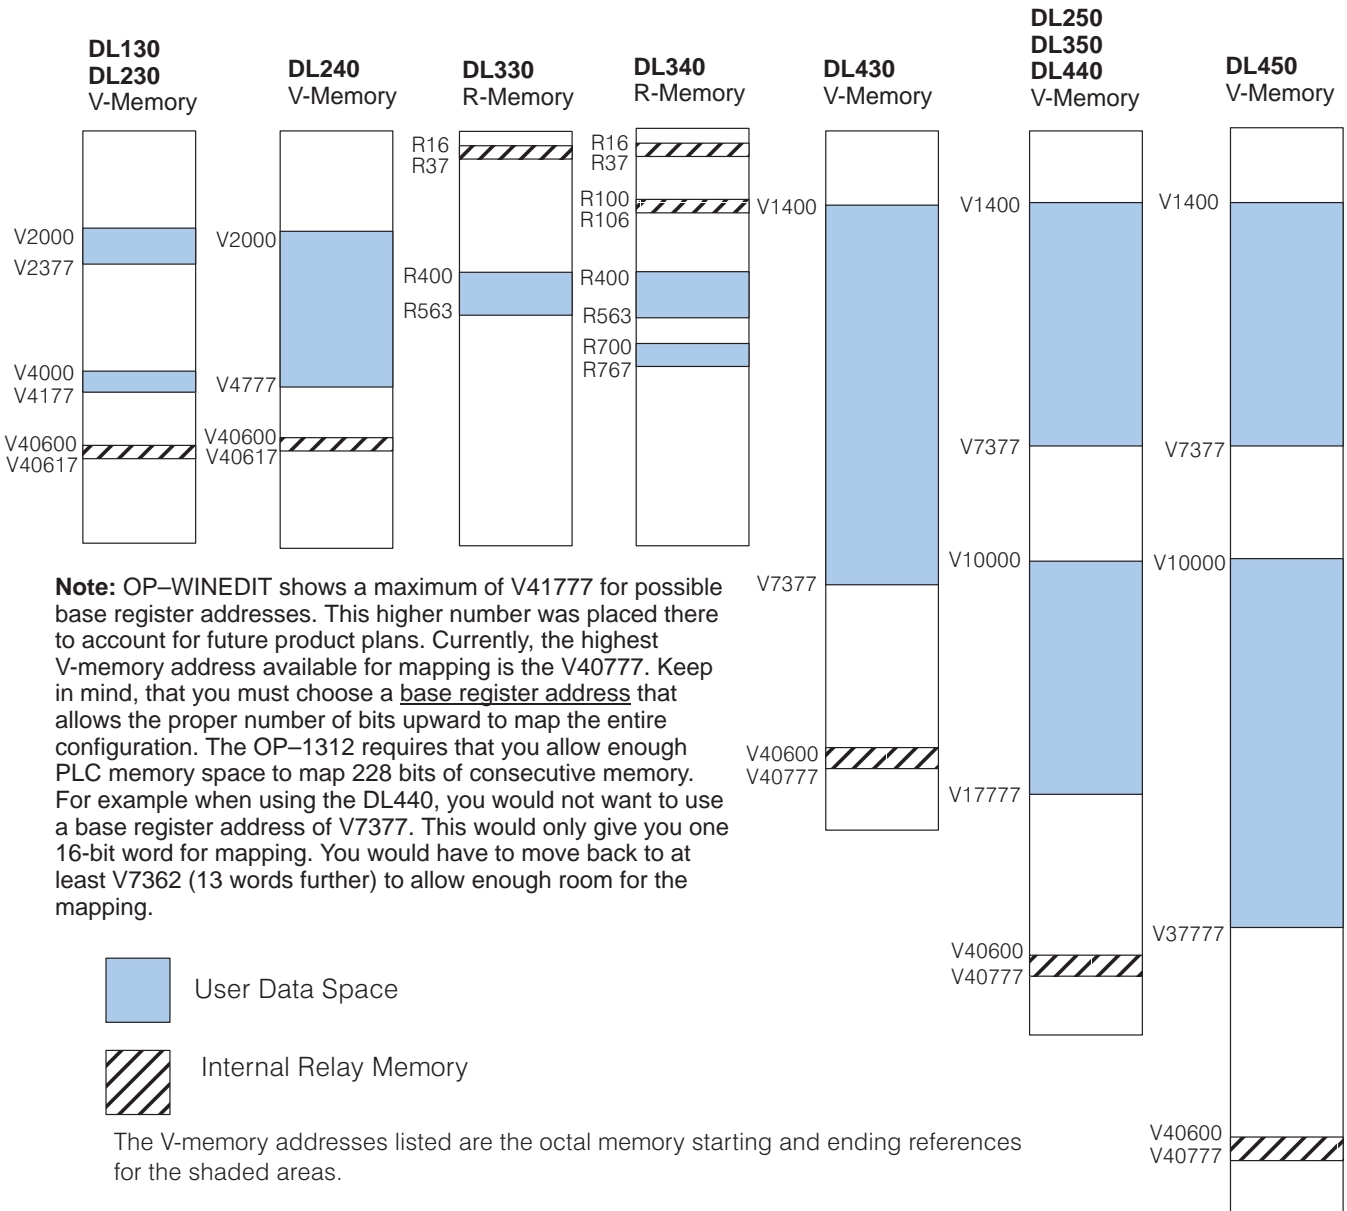 DL130
DL230
V-Memory
V2000
V2377
V4000
V4177
V40600
V40617
DL240
V-Memory
V2000
V4777
V40600
V40617
DL330
R-Memory
R16
R37
R400
R563
DL340
R-Memory
R16
R37
R100
R106
R400
R563
R700
R767
DL430
V-Memory
V1400
V7377
V40600
V40777
DL250
DL350
DL440
V-Memory
V1400
V7377
V10000
V17777
V40600
V40777
DL450
V-Memory
V1400
V7377
V10000
V37777
V40600
V40777
Note: OP–WINEDIT shows a maximum of V41777 for possible
base register addresses. This higher number was placed there
to account for future product plans. Currently, the highest
V-memory address available for mapping is the V40777. Keep
in mind, that you must choose a base register address that
allows the proper number of bits upward to map the entire
configuration. The OP–1312 requires that you allow enough
PLC memory space to map 228 bits of consecutive memory.
For example when using the DL440, you would not want to use
a base register address of V7377. This would only give you one
16-bit word for mapping. You would have to move back to at
least V7362 (13 words further) to allow enough room for the
mapping.
User Data Space
Internal Relay Memory
The V-memory addresses listed are the octal memory starting and ending references
for the shaded areas.